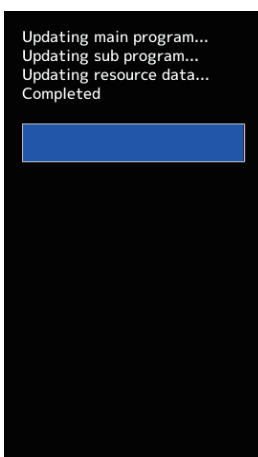 Updating main program...
Updating sub program...
Updating resource data...
Completed